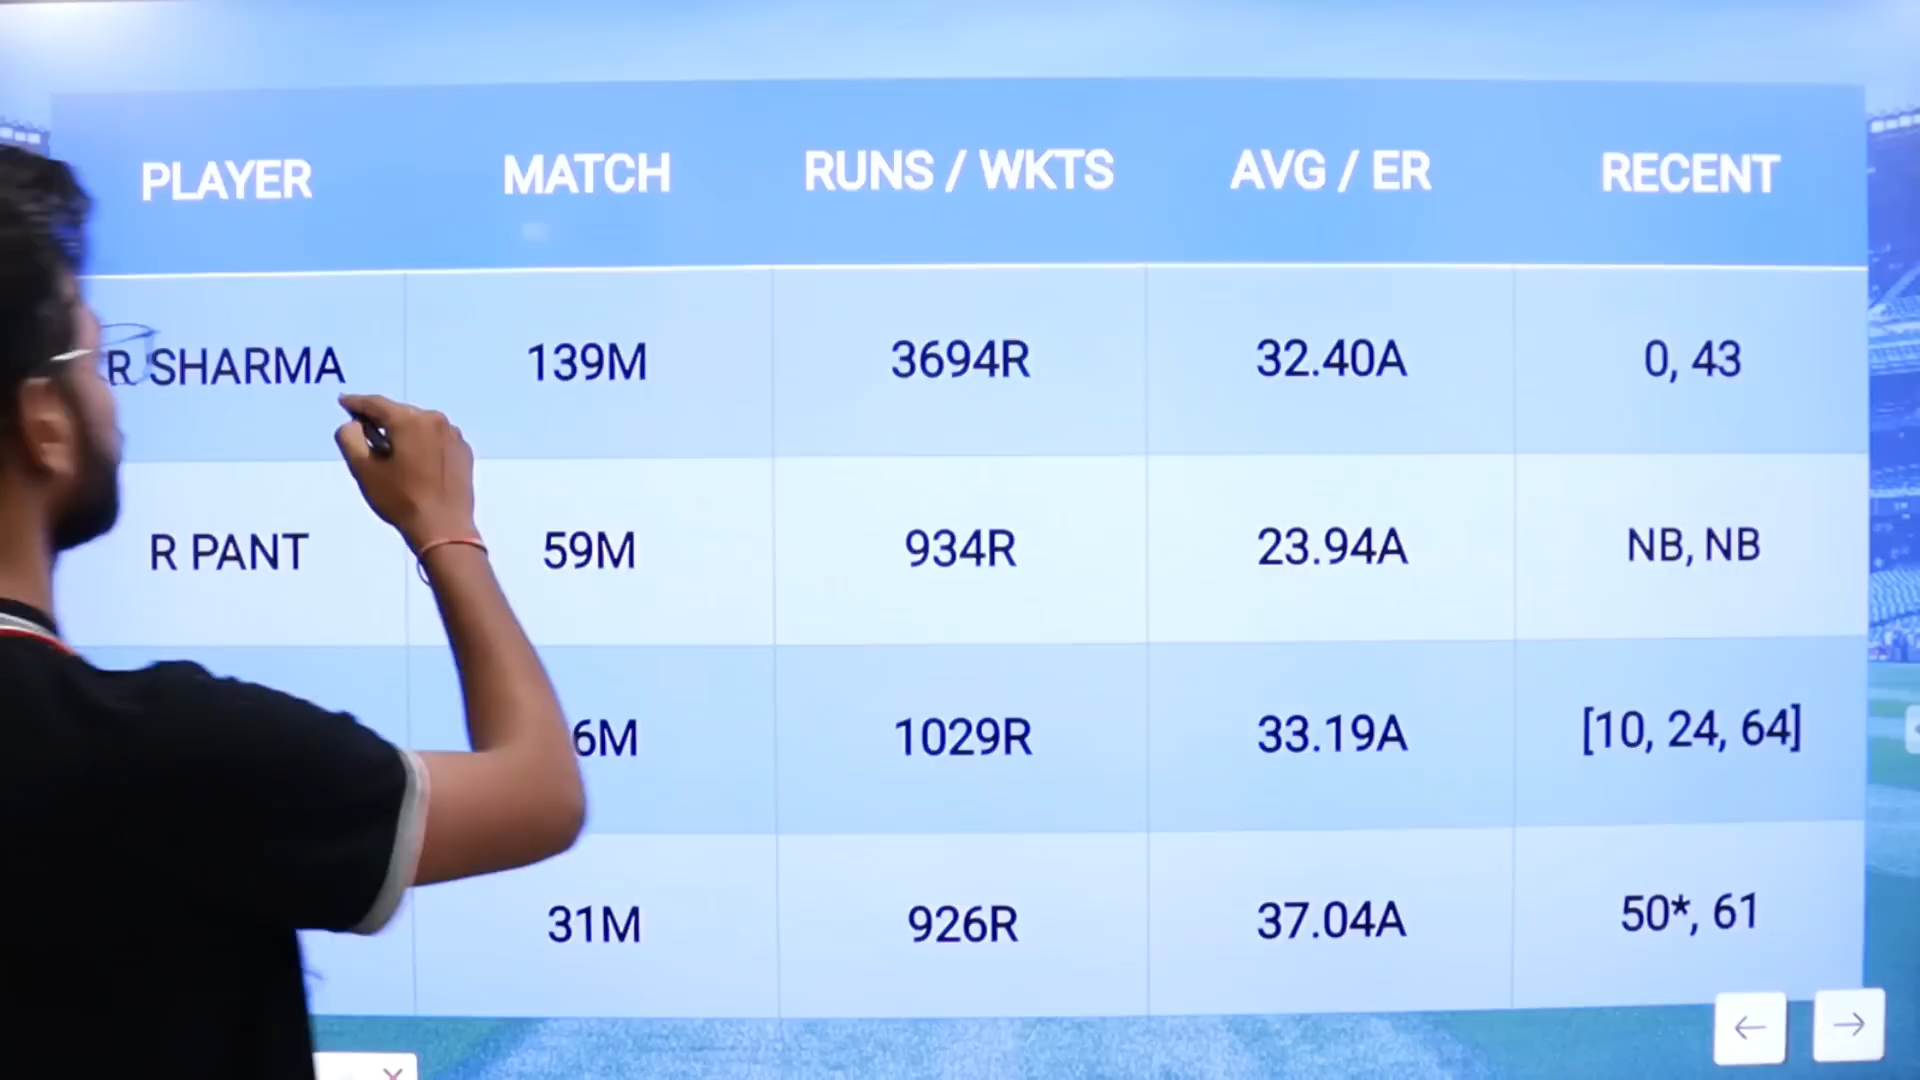 PLAYER MATCH RUNS / WKTS AVG / ER RECENT
R SHARMA 139M 3694R 32.40A 0, 43
R PANT 59M 934R 23.94A NB, NB
6M 1029R 33.19A [10, 24, 64]
31M 926R 37.04A 50*, 61